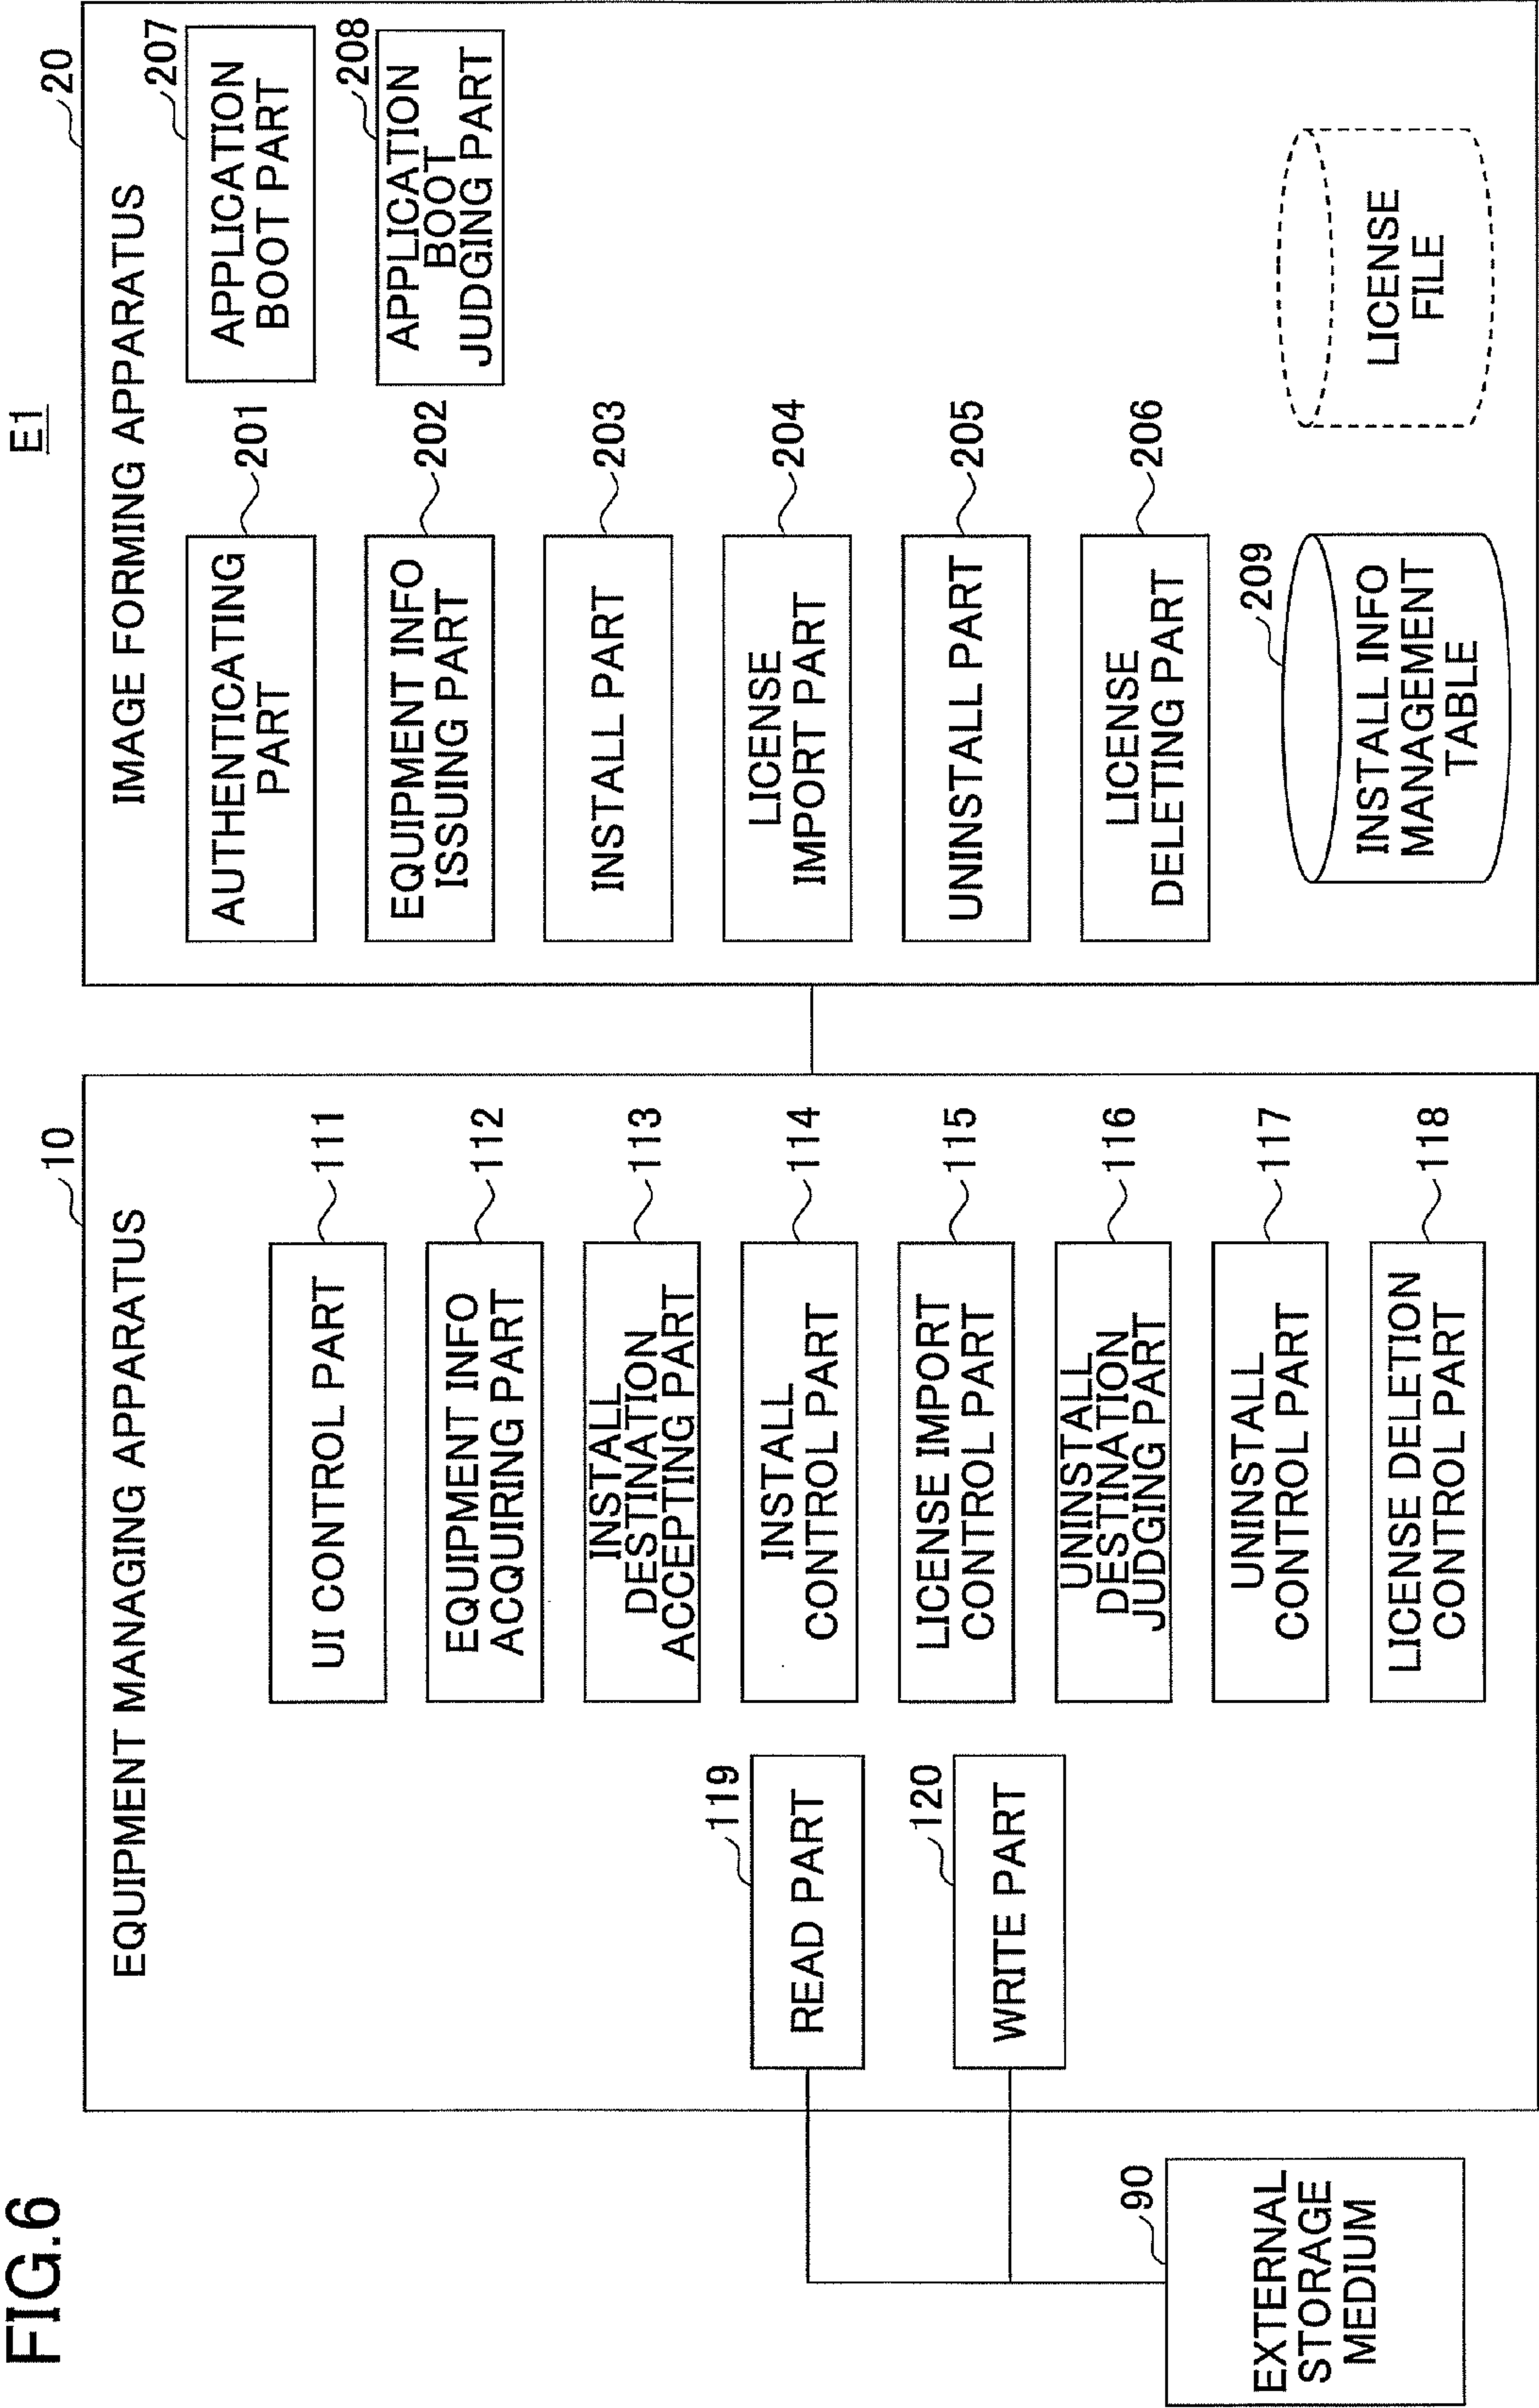 FIG.6
E1
10
EQUIPMENT MANAGING APPARATUS
UI CONTROL PART
111
EQUIPMENT INFO
ACQUIRING PART
112
INSTALL
DESTINATION
ACCEPTING PART
113
INSTALL
CONTROL PART
114
LICENSE IMPORT
CONTROL PART
115
UNINSTALL
DESTINATION
JUDGING PART
116
UNINSTALL
CONTROL PART
117
LICENSE DELETION
CONTROL PART
118
119
READ PART
120
WRITE PART
90
EXTERNAL
STORAGE
MEDIUM
20
IMAGE FORMING APPARATUS
AUTHENTICATING
PART
201
EQUIPMENT INFO
ISSUING PART
202
INSTALL PART
203
LICENSE
IMPORT PART
204
UNINSTALL PART
205
LICENSE
DELETING PART
206
207
APPLICATION
BOOT PART
208
APPLICATION
BOOT
JUDGING PART
209
INSTALL INFO
MANAGEMENT
TABLE
LICENSE
FILE